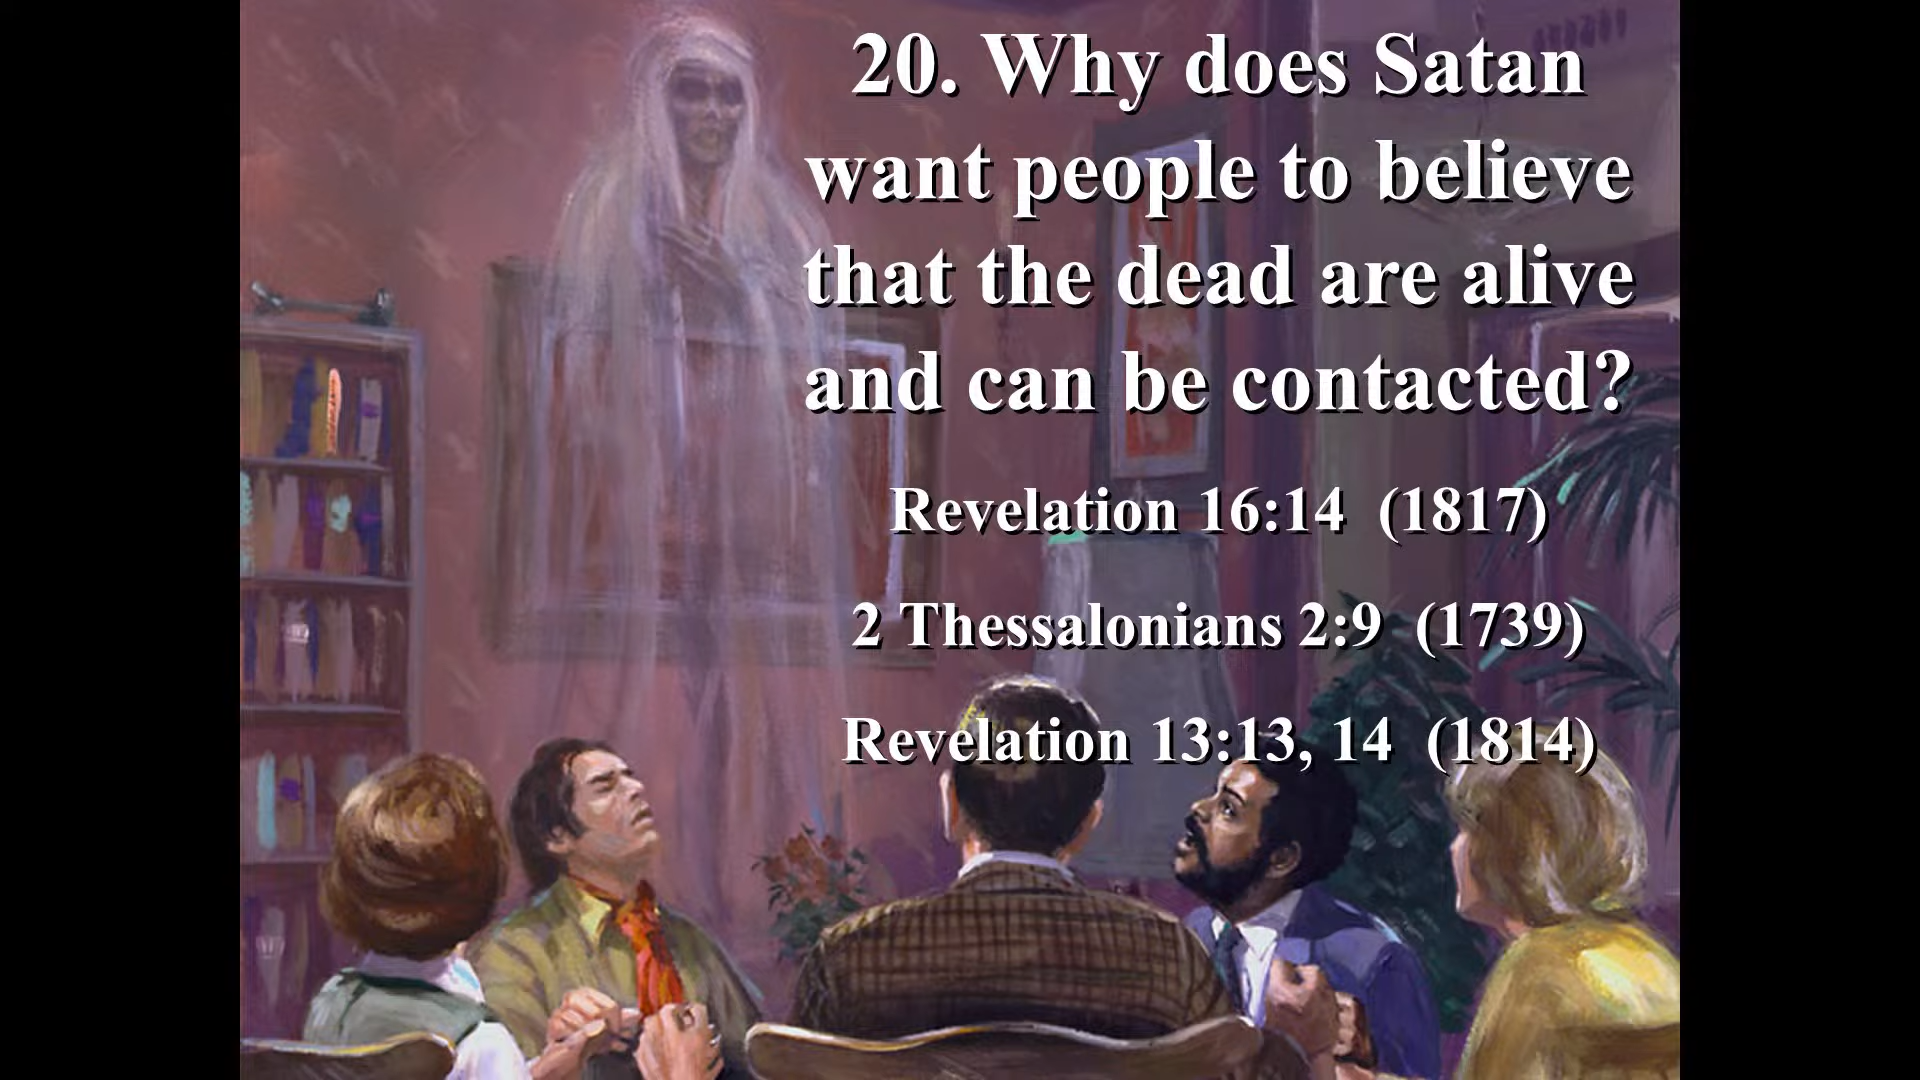 20. Why does Satan
want people to believe
that the dead are alive
and can be contacted?
Revelation 16:14 (1817)
2 Thessalonians 2:9 (1739)
Revelation 13:13, 14 (1814)